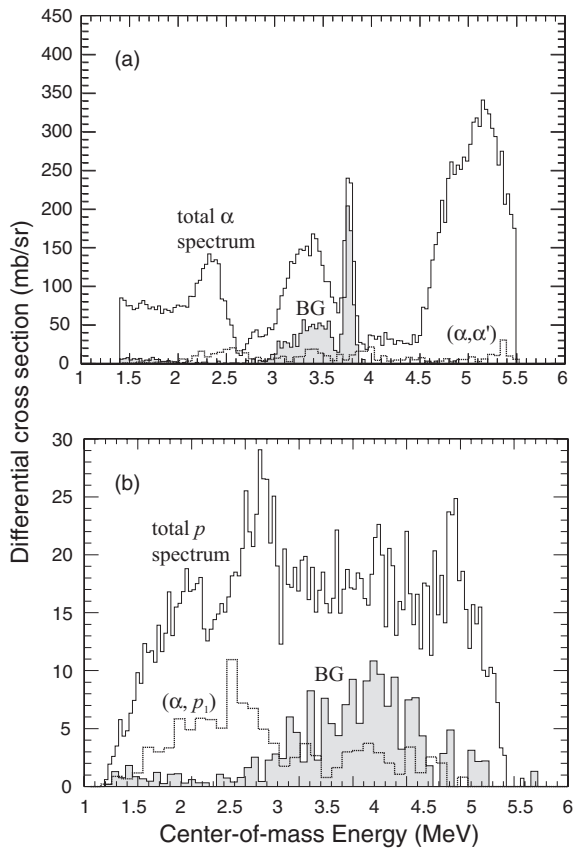 Differential cross section (mb/sr)
450
400
350
300
250
200
150
100
50
0
(a)
total α
spectrum
BG
(α,α')
1 1.5 2 2.5 3 3.5 4 4.5 5 5.5 6
30
25
20
15
10
5
0
(b)
total p
spectrum
BG
(α, p₁)
1 1.5 2 2.5 3 3.5 4 4.5 5 5.5 6
Center-of-mass Energy (MeV)